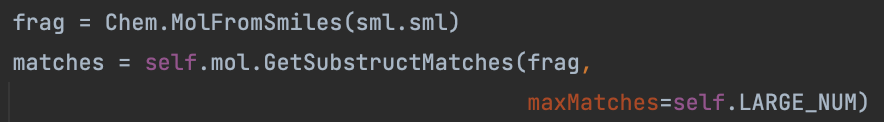 frag = Chem.MolFromSmiles(sml.sml)
matches = self.mol.GetSubstructMatches(frag,
maxMatches=self.LARGE_NUM)